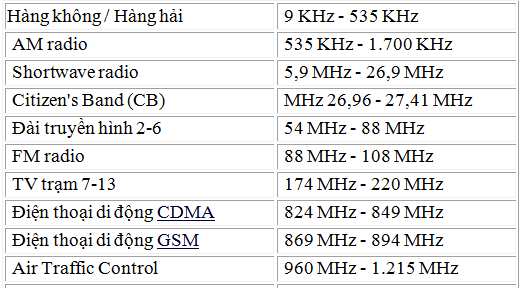 Hàng không / Hàng hải 9 KHz - 535 KHz
AM radio 535 KHz - 1.700 KHz
Shortwave radio 5,9 MHz - 26,9 MHz
Citizen's Band (CB) MHz 26,96 - 27,41 MHz
Đài truyền hình 2-6 54 MHz - 88 MHz
FM radio 88 MHz - 108 MHz
TV trạm 7-13 174 MHz - 220 MHz
Điện thoại di động CDMA 824 MHz - 849 MHz
Điện thoại di động GSM 869 MHz - 894 MHz
Air Traffic Control 960 MHz - 1.215 MHz